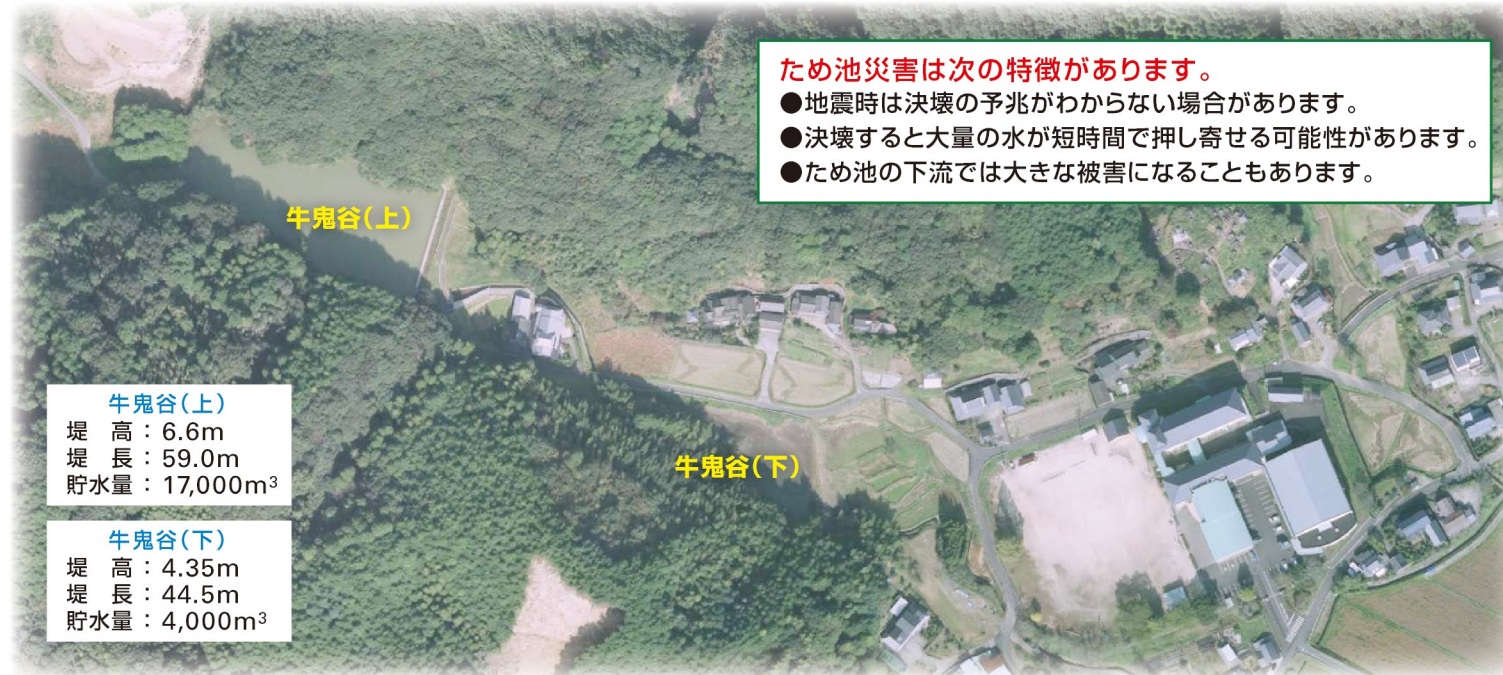 ため池災害は次の特徴があります。
●地震時は決壊の予兆がわからない場合があります。
●決壊すると大量の水が短時間で押し寄せる可能性があります。
●ため池の下流では大きな被害になることもあります。
牛鬼谷(上)
牛鬼谷(下)
牛鬼谷(上)
堤　高：6.6m
堤　長：59.0m
貯水量：17,000m³
牛鬼谷(下)
堤　高：4.35m
堤　長：44.5m
貯水量：4,000m³